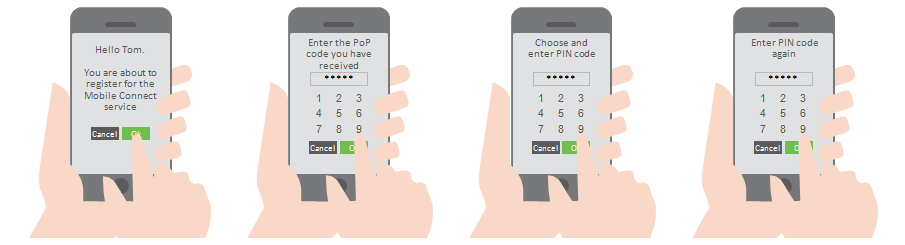 Hello Tom.
You are about to
register for the
Mobile Connect
service
Cancel
Enter the PoP
code you have
received
*****
1 2 3
4 5 6
7 8 9
Cancel
Choose and
enter PIN code
*****
1 2 3
4 5 6
7 8 9
Cancel
Enter PIN code
again
*****
1 2 3
4 5 6
7 8 9
Cancel